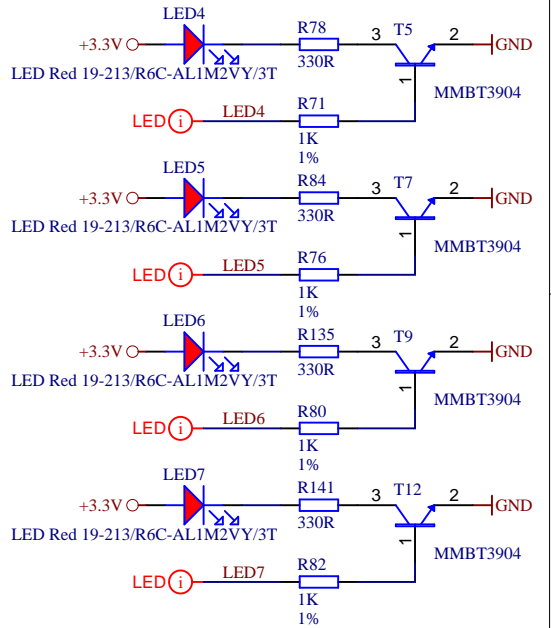 LED4
R78
T5
+3.3V
3
2
GND
330R
LED Red 19-213/R6C-AL1M2VY/3T
1
MMBT3904
R71
LED i
LED4
1K
1%
LED5
R84
T7
+3.3V
3
2
GND
330R
LED Red 19-213/R6C-AL1M2VY/3T
1
MMBT3904
R76
LED i
LED5
1K
1%
LED6
R135
T9
+3.3V
3
2
GND
330R
LED Red 19-213/R6C-AL1M2VY/3T
1
MMBT3904
R80
LED i
LED6
1K
1%
LED7
R141
T12
+3.3V
3
2
GND
330R
LED Red 19-213/R6C-AL1M2VY/3T
1
MMBT3904
R82
LED i
LED7
1K
1%